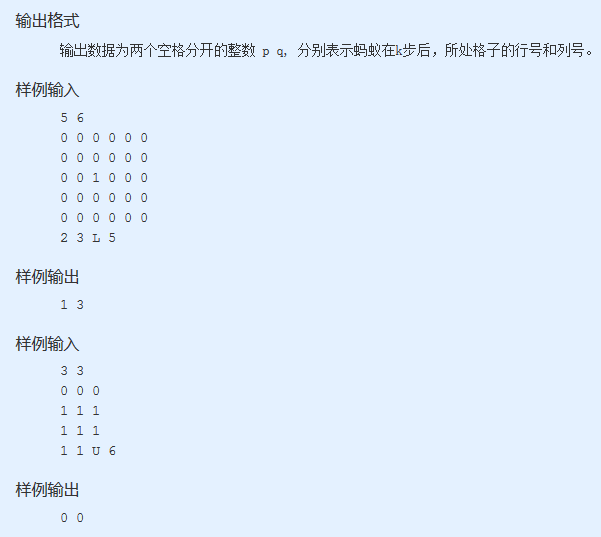 输出格式
输出数据为两个空格分开的整数 p q, 分别表示蚂蚁在k步后，所处格子的行号和列号。
样例输入
5 6
0 0 0 0 0 0
0 0 0 0 0 0
0 0 1 0 0 0
0 0 0 0 0 0
0 0 0 0 0 0
2 3 L 5
样例输出
1 3
样例输入
3 3
0 0 0
1 1 1
1 1 1
1 1 U 6
样例输出
0 0